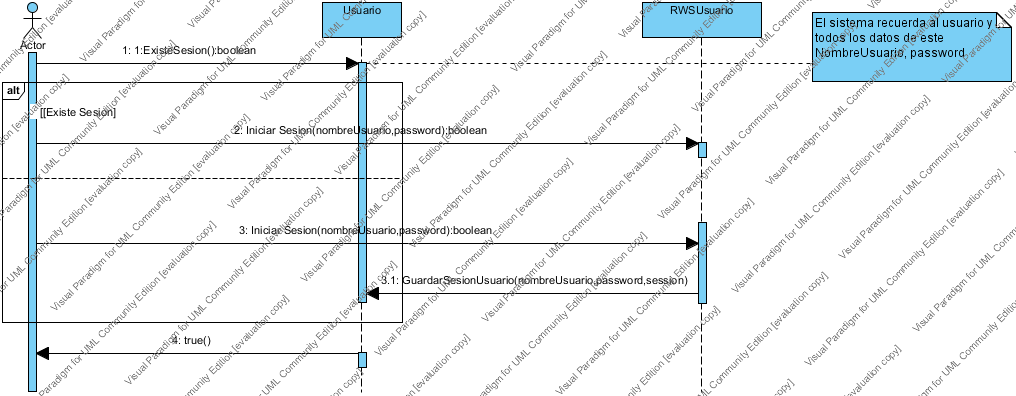 Usuario
RWSUsuario
El sistema recuerda al usuario y
todos los datos de este
NombreUsuario, password
Actor
1: 1:ExisteSesion():boolean
alt
[[Existe Sesion]
2: Iniciar Sesion(nombreUsuario,password):boolean
3: Iniciar Sesion(nombreUsuario,password):boolean
3.1: GuardarSesionUsuario(nombreUsuario,password,session)
4: true()
Visual Paradigm for UML Community Edition [evaluation copy]